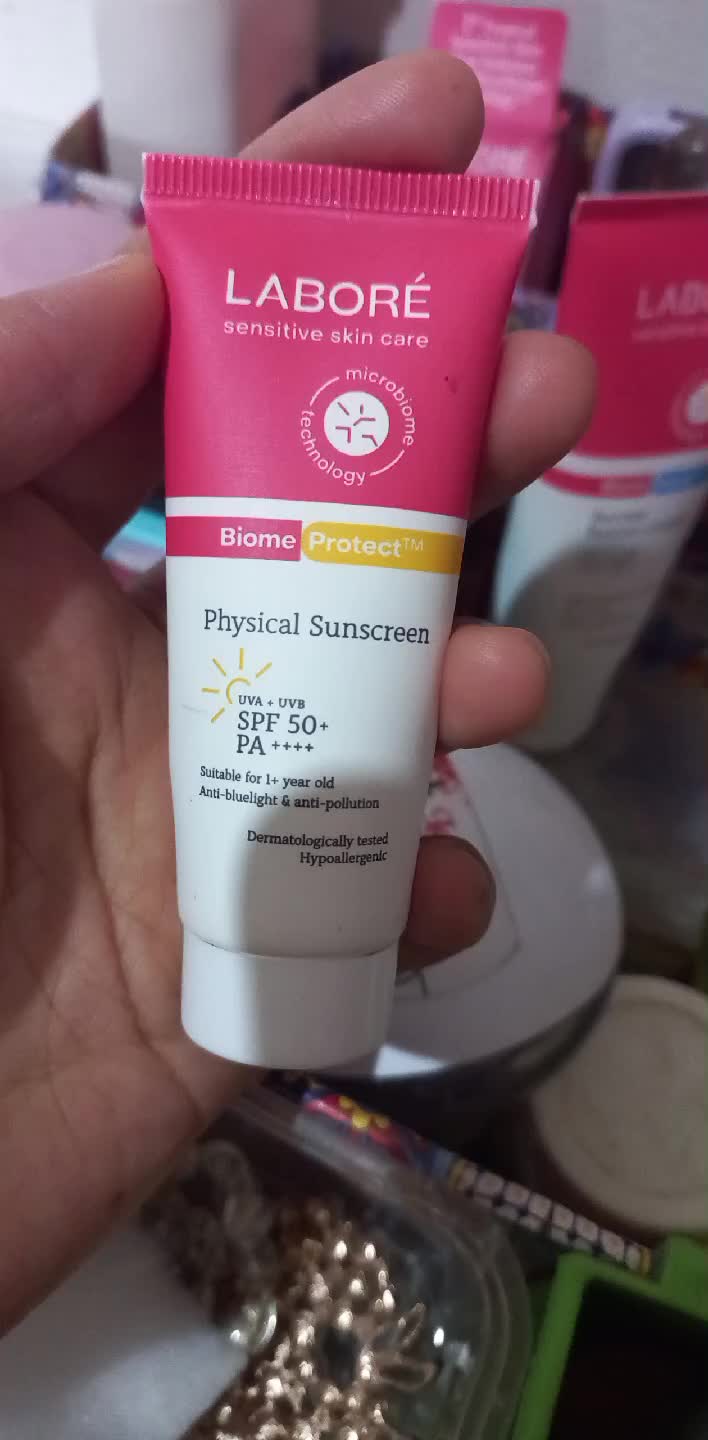 LABORÉ
sensitive skin care
microbiome
technology
Biome Protect™
Physical Sunscreen
UVA + UVB
SPF 50+
PA ++++
Suitable for 1+ year old
Anti-bluelight & anti-pollution
Dermatologically tested
Hypoallergenic
LABO